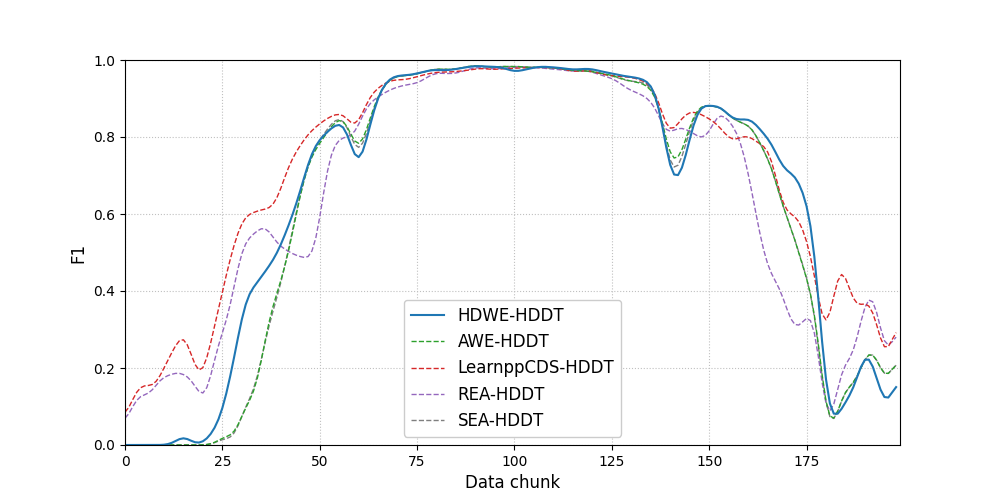 1.0
0.8
0.6
0.4
0.2
0.0
F1
HDWE-HDDT
AWE-HDDT
LearnppCDS-HDDT
REA-HDDT
SEA-HDDT
0 25 50 75 100 125 150 175
Data chunk